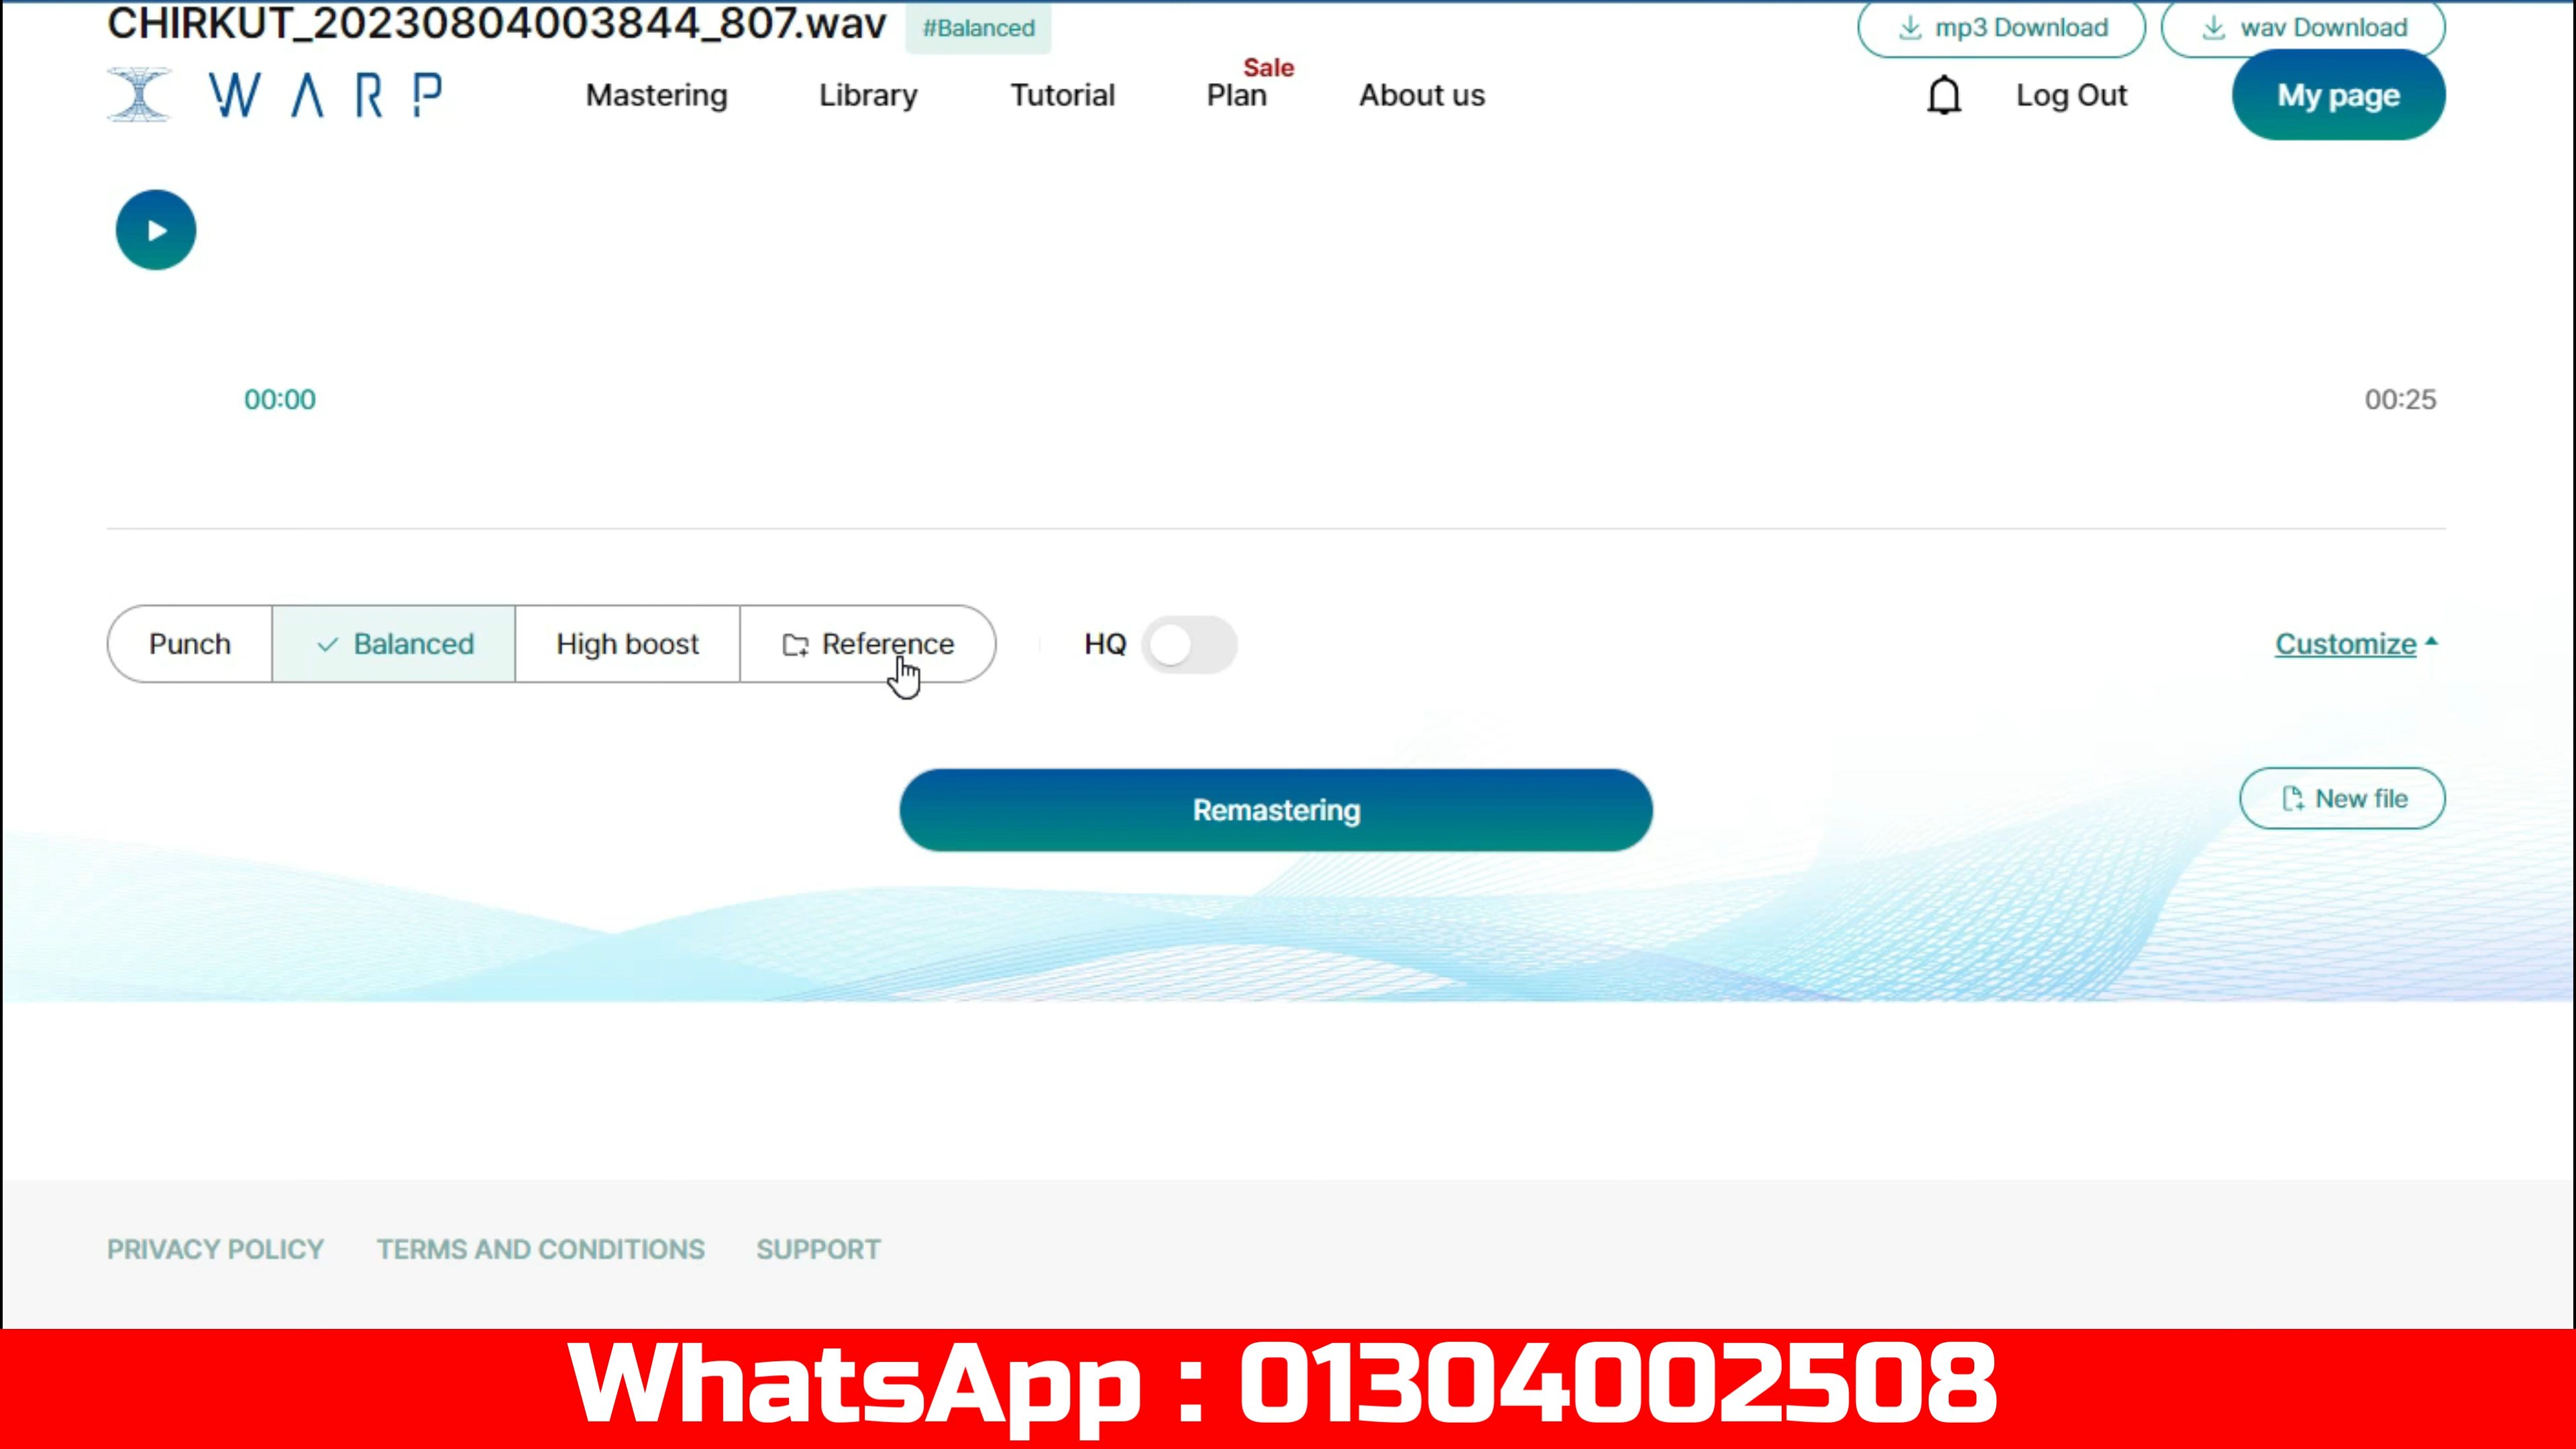 CHIRKUT_20230804003844_807.wav #Balanced mp3 Download wav Download
WARP Mastering Library Tutorial Plan Sale About us Log Out My page
00:00 00:25
Punch Balanced High boost Reference HQ Customize
Remastering New file
PRIVACY POLICY TERMS AND CONDITIONS SUPPORT
WhatsApp : 01304002508